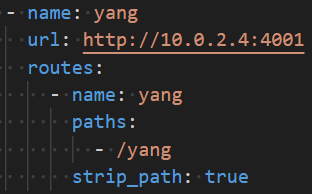 - name: yang
  url: http://10.0.2.4:4001
  routes:
    - name: yang
      paths:
        - /yang
      strip_path: true